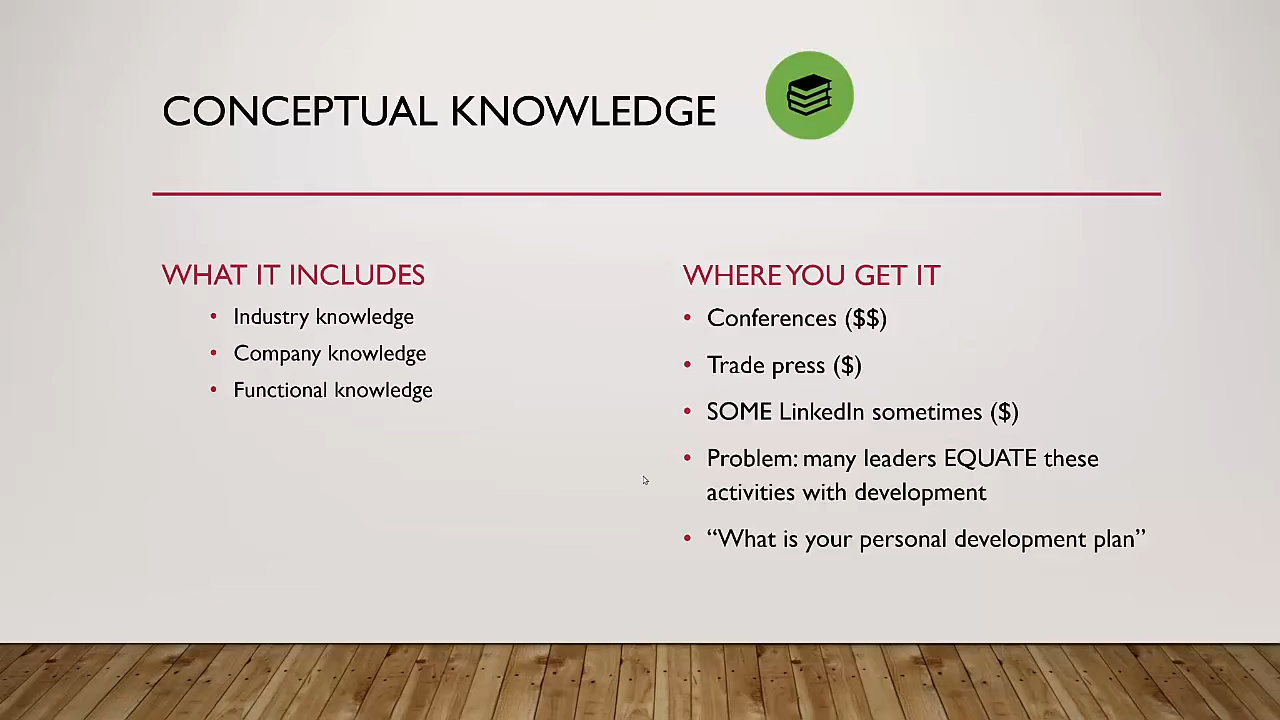 CONCEPTUAL KNOWLEDGE
WHAT IT INCLUDES
• Industry knowledge
• Company knowledge
• Functional knowledge
WHERE YOU GET IT
• Conferences ($$)
• Trade press ($)
• SOME LinkedIn sometimes ($)
• Problem: many leaders EQUATE these
activities with development
• “What is your personal development plan”